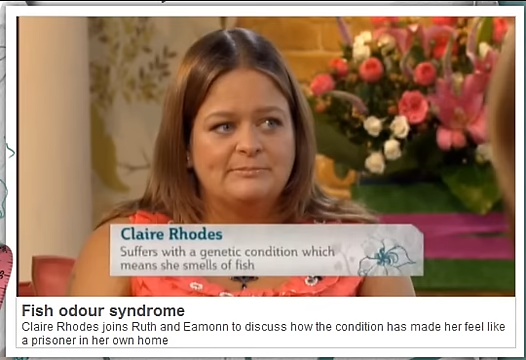 Claire Rhodes
Suffers with a genetic condition which
means she smells of fish
Fish odour syndrome
Claire Rhodes joins Ruth and Eamonn to discuss how the condition has made her feel like
a prisoner in her own home